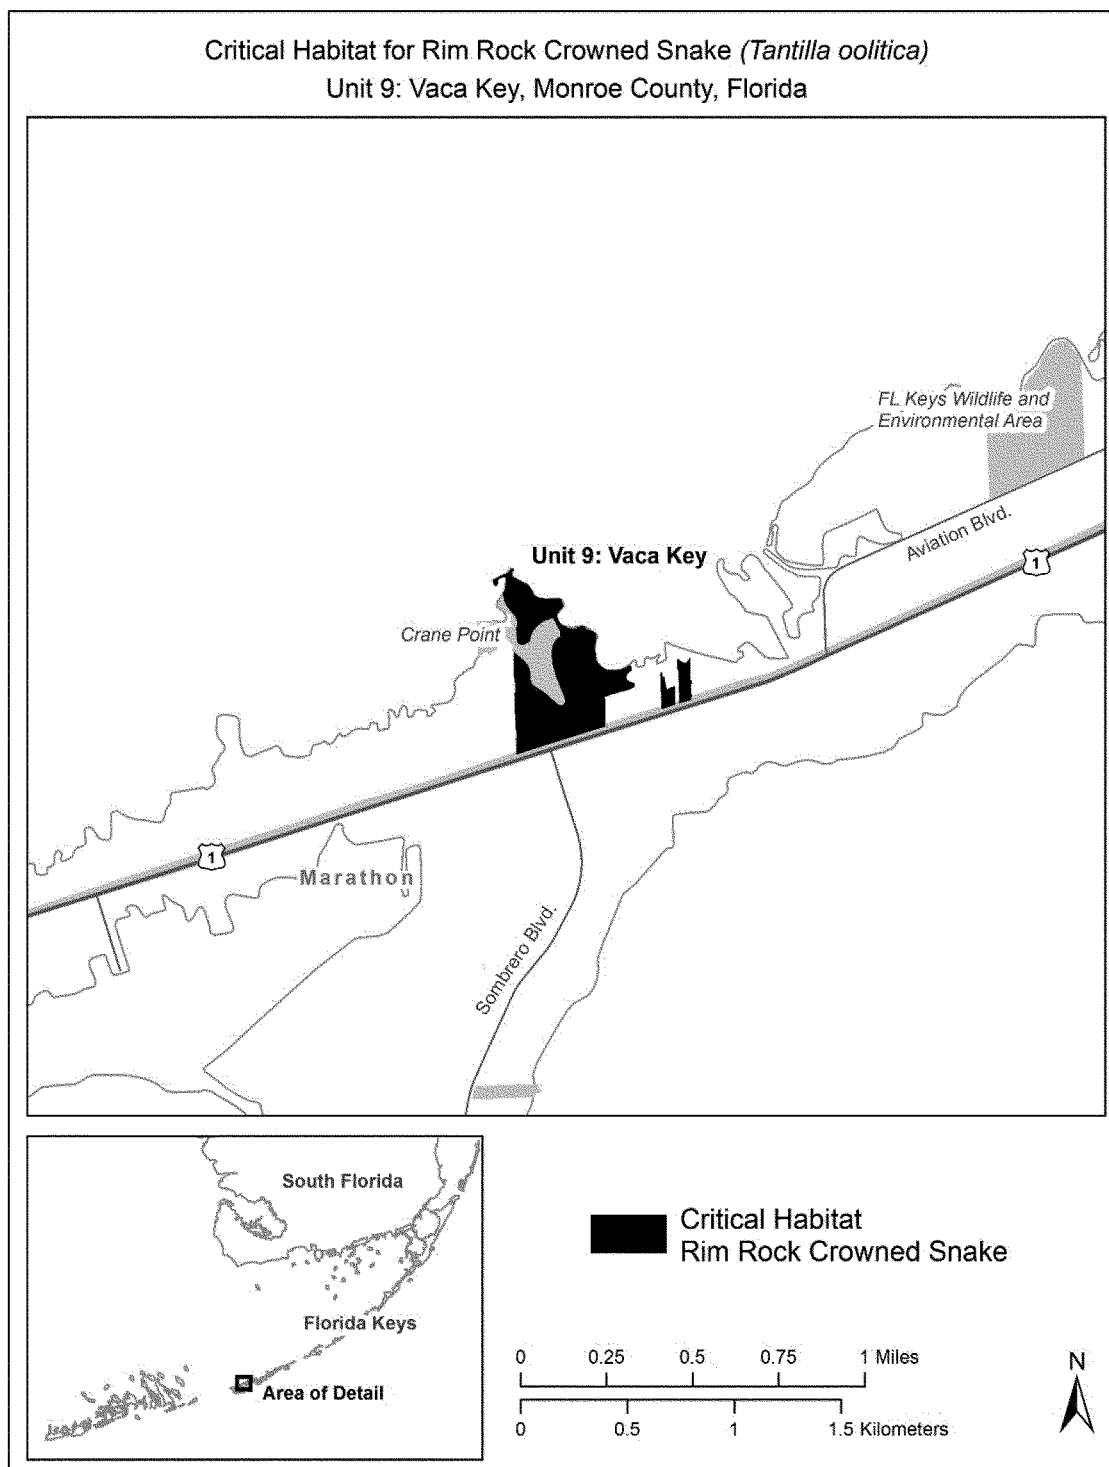 Critical Habitat for Rim Rock Crowned Snake (Tantilla oolitica)
Unit 9: Vaca Key, Monroe County, Florida
FL Keys Wildlife and
Environmental Area
Aviation Blvd.
1
Unit 9: Vaca Key
Crane Point
1
Marathon
Sombrero Blvd.
South Florida
Florida Keys
Area of Detail
Critical Habitat
Rim Rock Crowned Snake
0 0.25 0.5 0.75 1 Miles
0 0.5 1 1.5 Kilometers
N